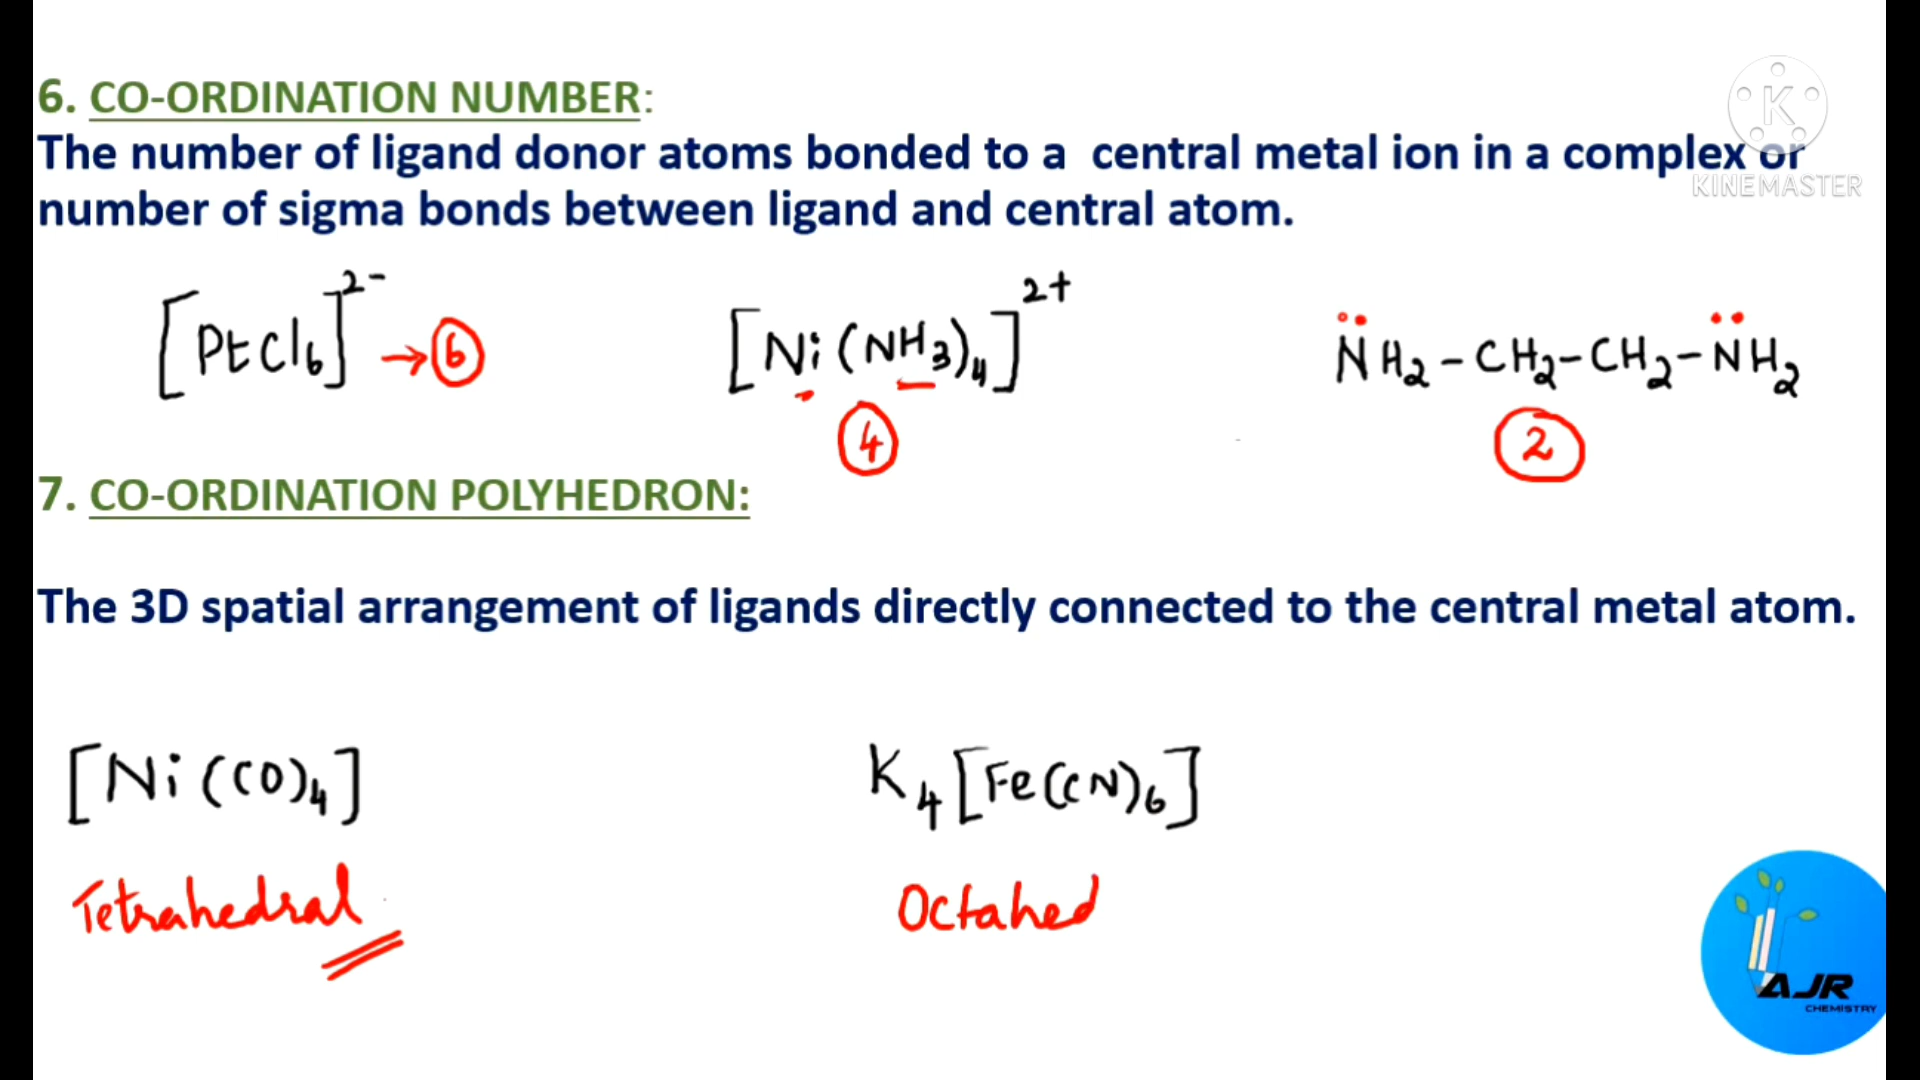 6. CO-ORDINATION NUMBER:
The number of ligand donor atoms bonded to a central metal ion in a complex or
number of sigma bonds between ligand and central atom.
K
KINEMASTER
[PtCl6]2- → 6
[Ni(NH3)4]2+
4
NH2-CH2-CH2-NH2
2
7. CO-ORDINATION POLYHEDRON:
The 3D spatial arrangement of ligands directly connected to the central metal atom.
[Ni(CO)4]
K4[Fe(CN)6]
Tetrahedral
Octahed
AJR
CHEMISTRY